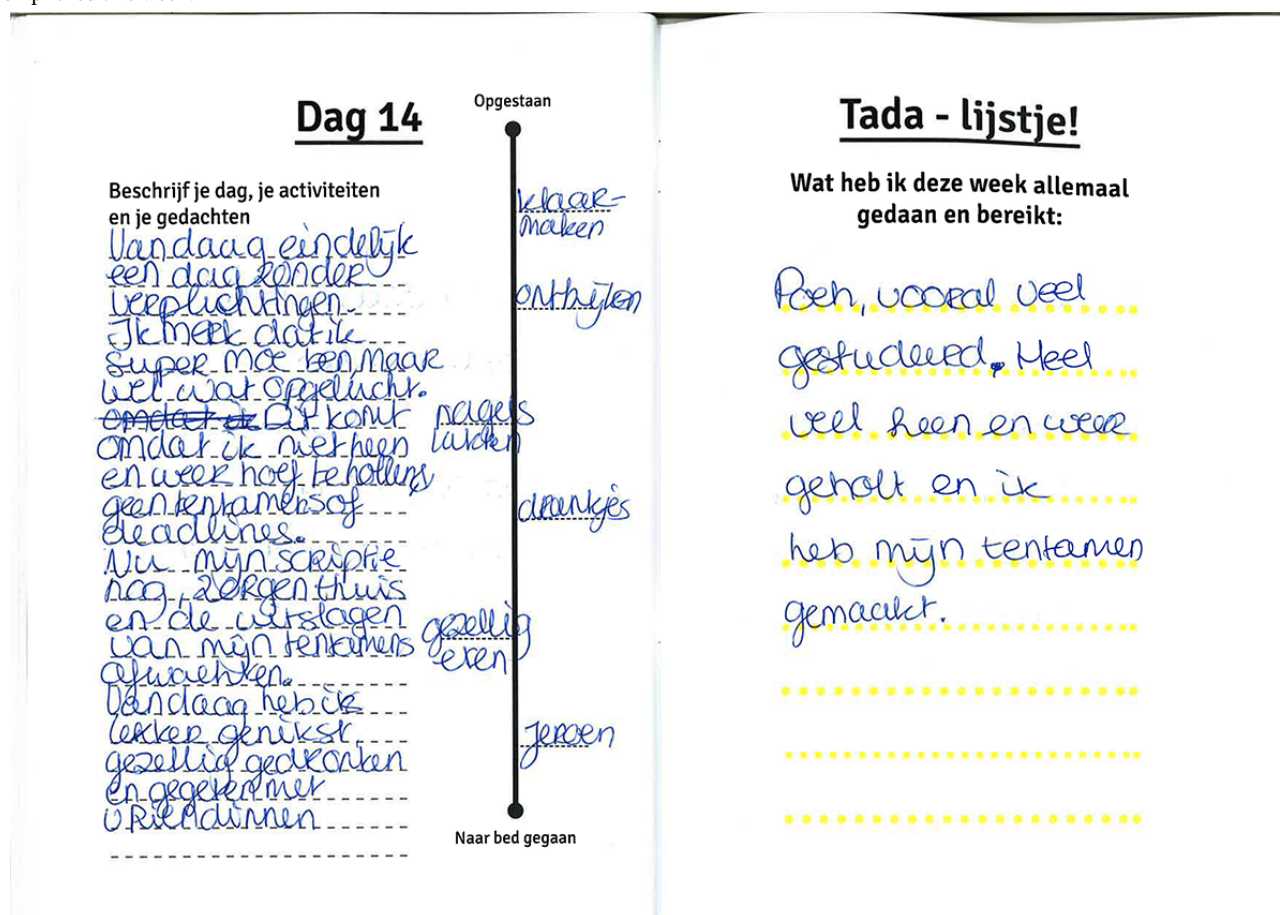 Dag 14
Beschrijf je dag, je activiteiten
en je gedachten
Vandaag eindelijk
een dag zonder
verplichtingen.
Ik merk dat ik
super moe ben maar
wel wat opgelucht.
omdat ik Dit komt
omdat ik niet heen
en weer hoef te hollen,
geen tentamens of
deadlines.
Nu mijn scriptie
nog, zorgen thuis
en de uitslagen
van mijn tentamens
afwachten.
Vandaag heb ik
lekker genikst,
gezellig gedronken
en gegeten met
vriendinnen
Opgestaan
klaar-
maken
ontbijten
nagels
lakken
drankjes
gezellig
eten
Jeroen
Naar bed gegaan
Tada - lijstje!
Wat heb ik deze week allemaal
gedaan en bereikt:
Poeh, vooral veel
gestudeerd. Heel
veel heen en weer
geholt en ik
heb mijn tentamen
gemaakt.